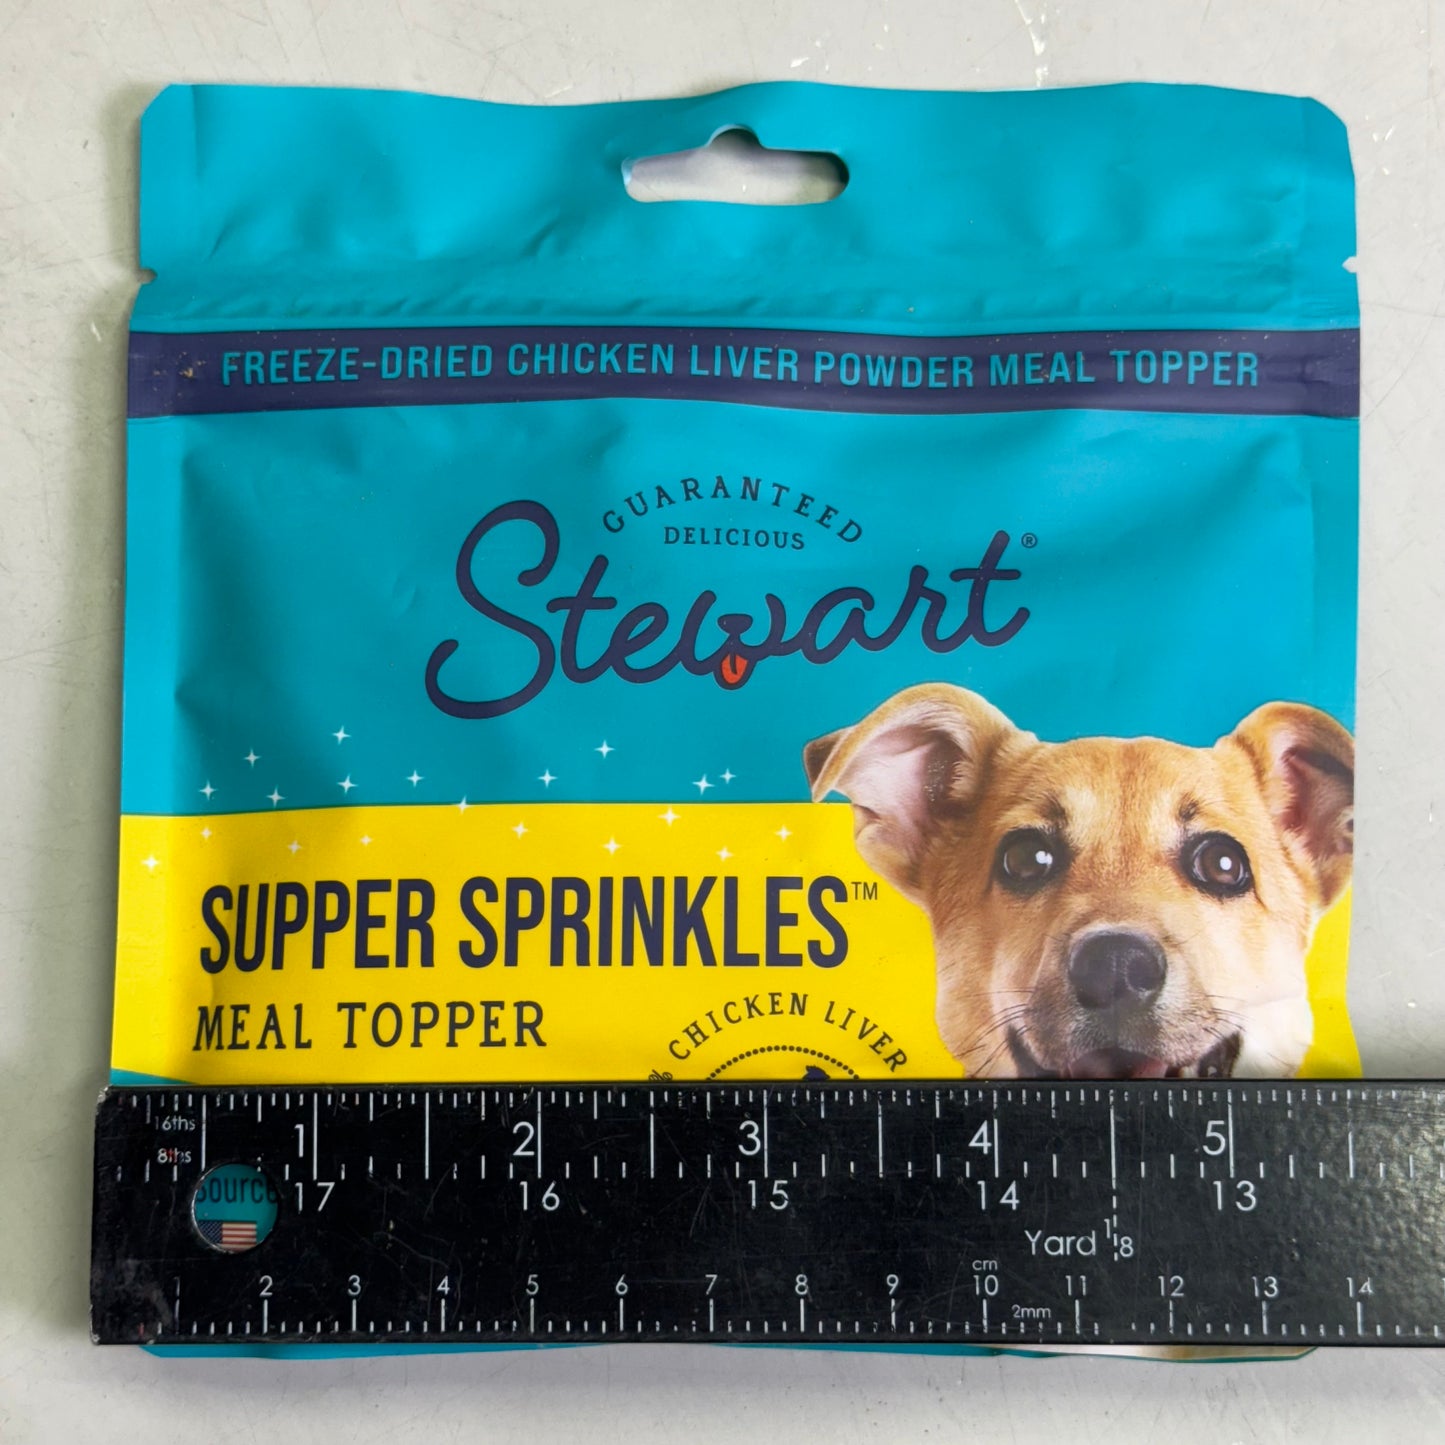 FREEZE-DRIED CHICKEN LIVER POWDER MEAL TOPPER
GUARANTEED
DELICIOUS
Stewart®
SUPPER SPRINKLES™
MEAL TOPPER
% CHICKEN LIVER
16ths
8ths
1 2 3 4 5
source
17 16 15 14 13
Yard 1/8
cm
1 2 3 4 5 6 7 8 9 10 11 12 13 14
2mm